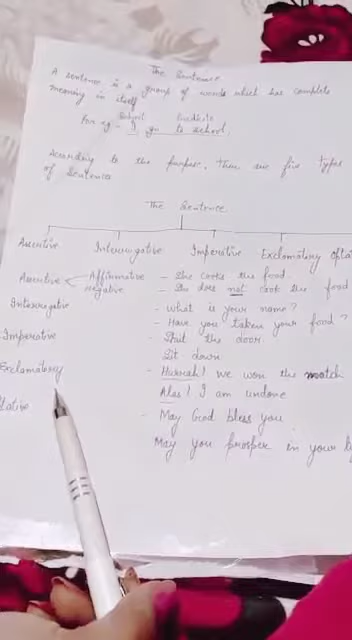 The Sentence
A sentence is a group of words which has complete
meaning in itself
Subject Predicate
For eg - I go to school.
According to the purpose, there are five types
of Sentence
The Sentence
Assertive Interrogative Imperitive Exclamatory Optat
Assertive Affirmative - She cooks the food.
Negative - She does not cook the food
Interrogative - What is your name?
- Have you taken your food?
Imperative - Shut the door
Sit down
Exclamatory - Hurrah! We won the match
Alas! I am undone
tative - May God bless you
May you prosper in your